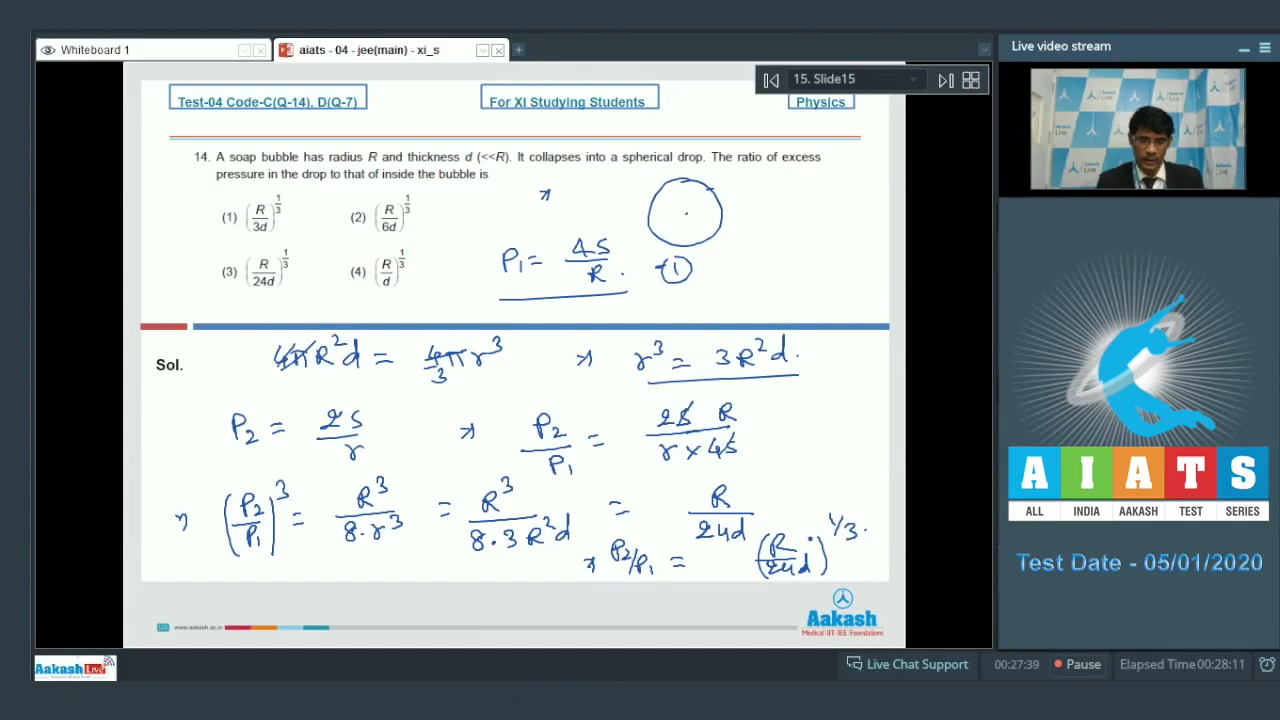 Whiteboard 1
aiats - 04 - jee(main) - xi_s
Live video stream
15. Slide15
Test-04 Code-C(Q-14), D(Q-7)
For XI Studying Students
Physics
14. A soap bubble has radius R and thickness d (<<R). It collapses into a spherical drop. The ratio of excess
pressure in the drop to that of inside the bubble is
(1) (R/3d)^1/3 (2) (R/6d)^1/3
(3) (R/24d)^1/3 (4) (R/d)^1/3
P₁ = 4S/R. -①
Sol.
4πR²d = 4π/3 r³ ⇒ r³ = 3R²d.
P₂ = 2S/r ⇒ P₂/P₁ = 2S R/r × 4S
⇒ (P₂/P₁)³ = R³/8·r³ = R³/8·3R²d = R/24d
⇒ P₂/P₁ = (R/24d)^1/3.
www.aakash.ac.in
Aakash
Medical|IIT-JEE|Foundations
A I A T S
ALL INDIA AAKASH TEST SERIES
Test Date - 05/01/2020
Aakash Live
Live Chat Support
00:27:39
Pause
Elapsed Time 00:28:11